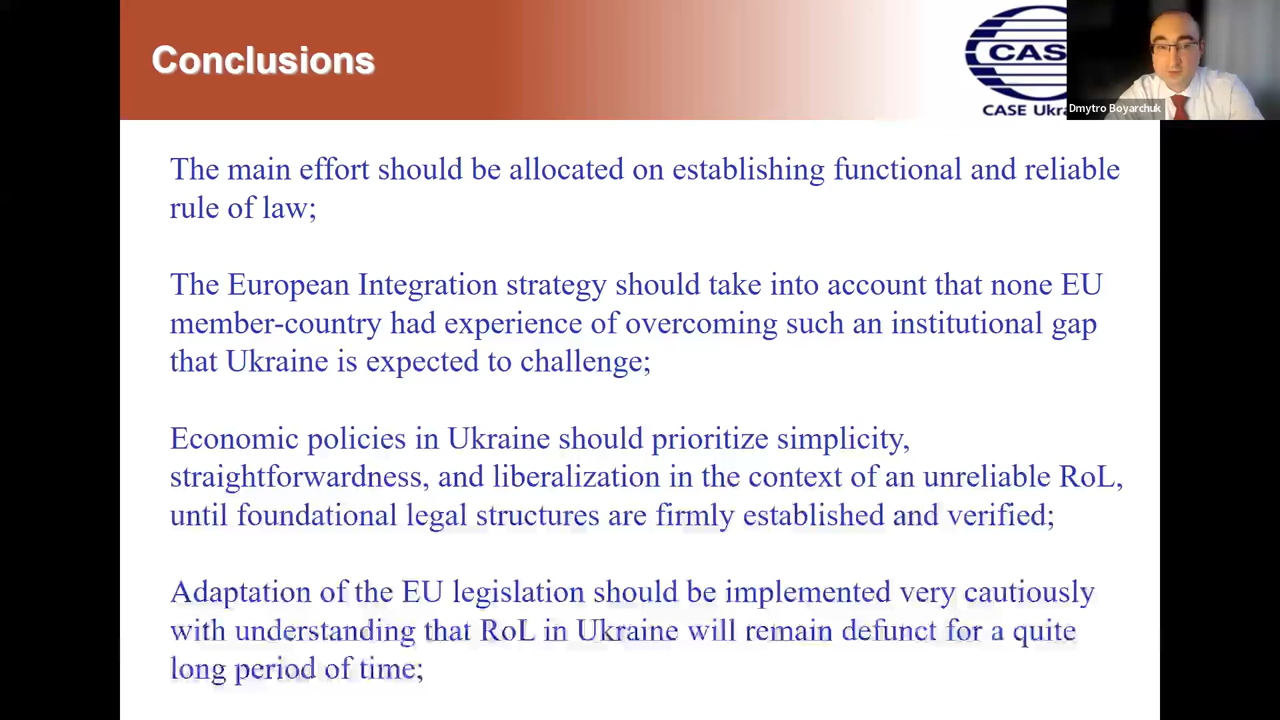 Conclusions
CASE
CASE Ukra
Dmytro Boyarchuk
The main effort should be allocated on establishing functional and reliable
rule of law;
The European Integration strategy should take into account that none EU
member-country had experience of overcoming such an institutional gap
that Ukraine is expected to challenge;
Economic policies in Ukraine should prioritize simplicity,
straightforwardness, and liberalization in the context of an unreliable RoL,
until foundational legal structures are firmly established and verified;
Adaptation of the EU legislation should be implemented very cautiously
with understanding that RoL in Ukraine will remain defunct for a quite
long period of time;